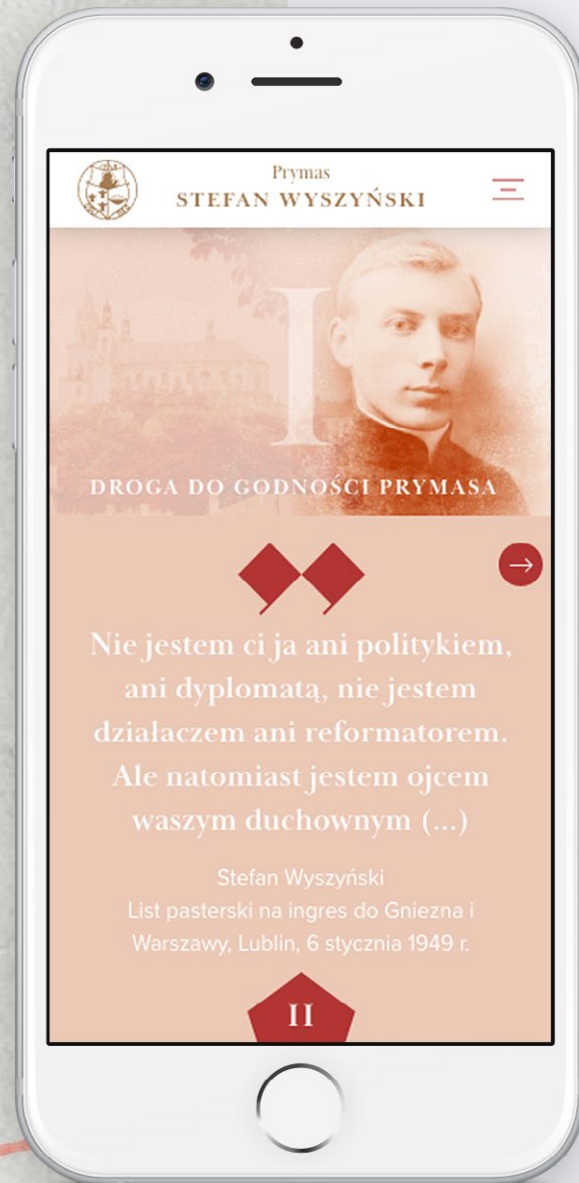 Prymas
STEFAN WYSZYŃSKI
I
DROGA DO GODNOŚCI PRYMASA
Nie jestem ci ja ani politykiem,
ani dyplomatą, nie jestem
działaczem ani reformatorem.
Ale natomiast jestem ojcem
waszym duchownym (...)
Stefan Wyszyński
List pasterski na ingres do Gniezna i
Warszawy, Lublin, 6 stycznia 1949 r.
II